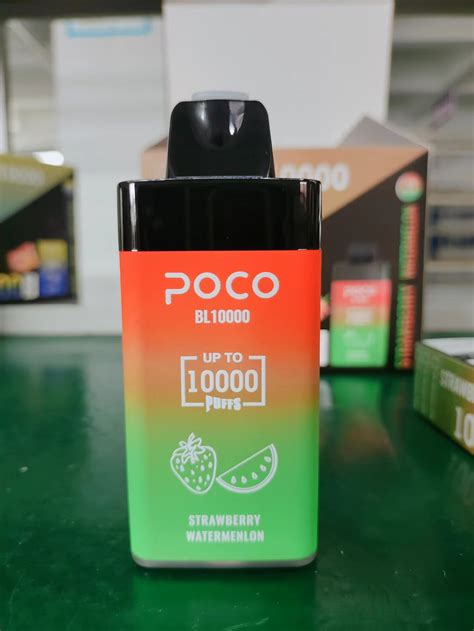 POCO
BL10000
UP TO
10000
PUFFS
STRAWBERRY
WATERMENLON